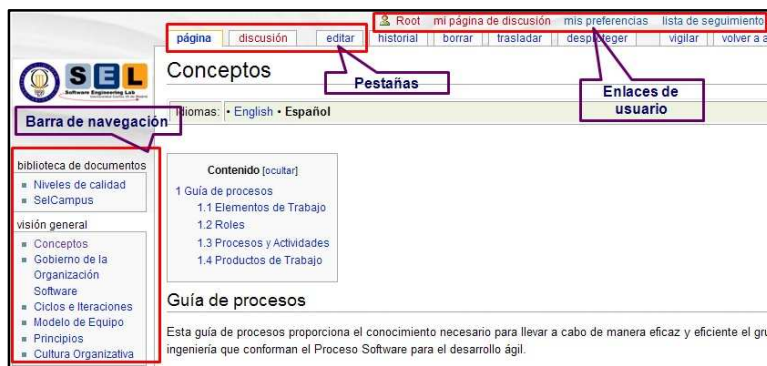 Root mi página de discusión mis preferencias lista de seguimiento
página discusión editar historial borrar trasladar desproteger vigilar volver a a
Conceptos
Pestañas
Enlaces de usuario
SEL
Software Engineering Lab
Idiomas: • English • Español
Barra de navegación
biblioteca de documentos
Niveles de calidad
SelCampus
visión general
Conceptos
Gobierno de la
Organización
Software
Ciclos e Iteraciones
Modelo de Equipo
Principios
Cultura Organizativa
Contenido [ocultar]
1 Guía de procesos
1.1 Elementos de Trabajo
1.2 Roles
1.3 Procesos y Actividades
1.4 Productos de Trabajo
Guía de procesos
Esta guía de procesos proporciona el conocimiento necesario para llevar a cabo de manera eficaz y eficiente el gru
ingeniería que conforman el Proceso Software para el desarrollo ágil.